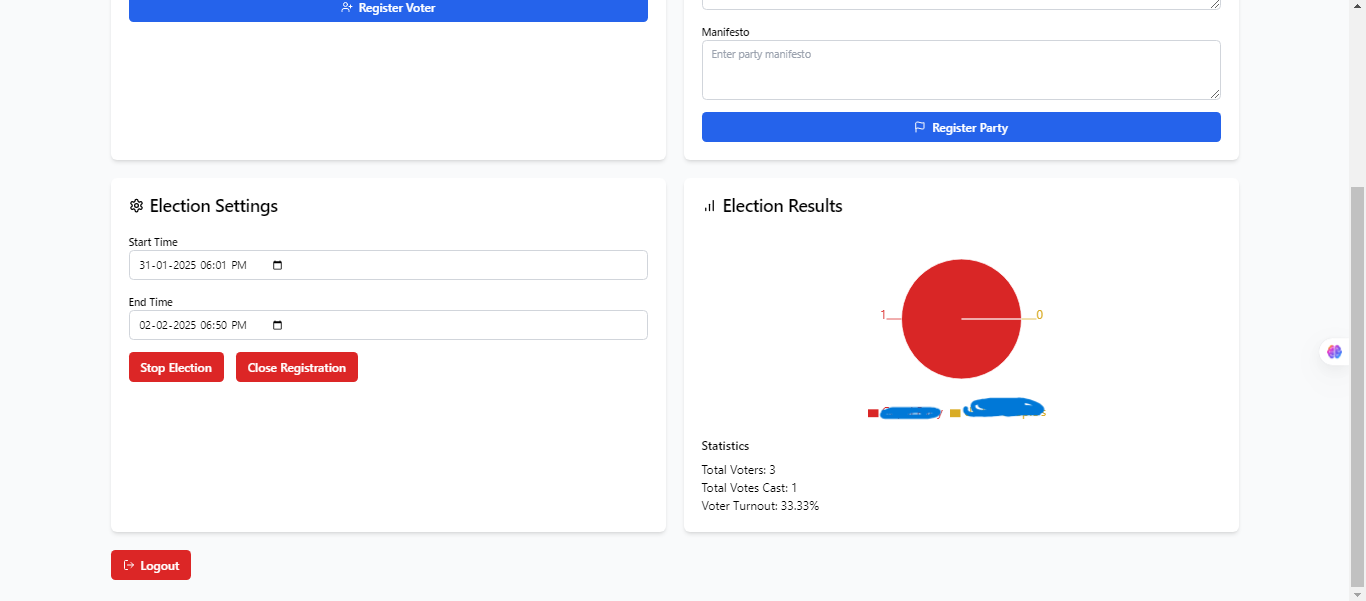 Register Voter
Manifesto
Enter party manifesto
Register Party
Election Settings
Start Time
31-01-2025 06:01 PM
End Time
02-02-2025 06:50 PM
Stop Election
Close Registration
Election Results
1
0
Statistics
Total Voters: 3
Total Votes Cast: 1
Voter Turnout: 33.33%
Logout